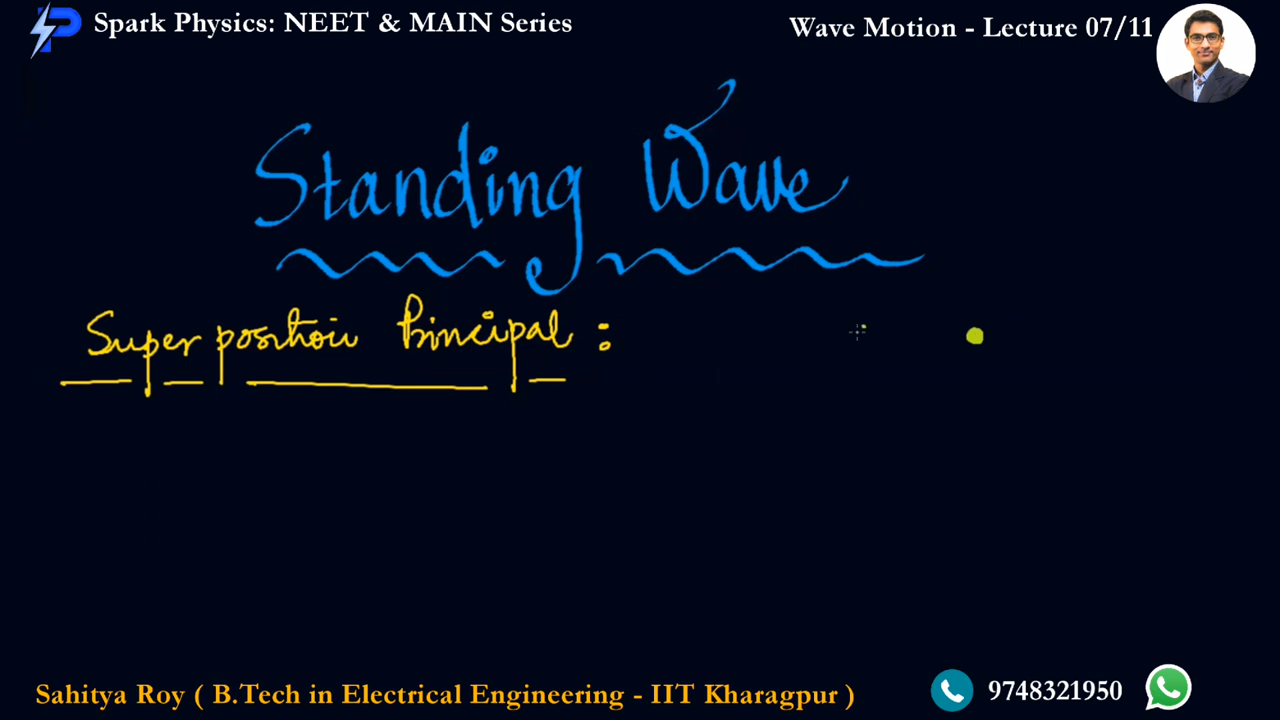 Spark Physics: NEET & MAIN Series
Wave Motion - Lecture 07/11
Standing Wave
Superposition Principal :
Sahitya Roy ( B.Tech in Electrical Engineering - IIT Kharagpur )
9748321950